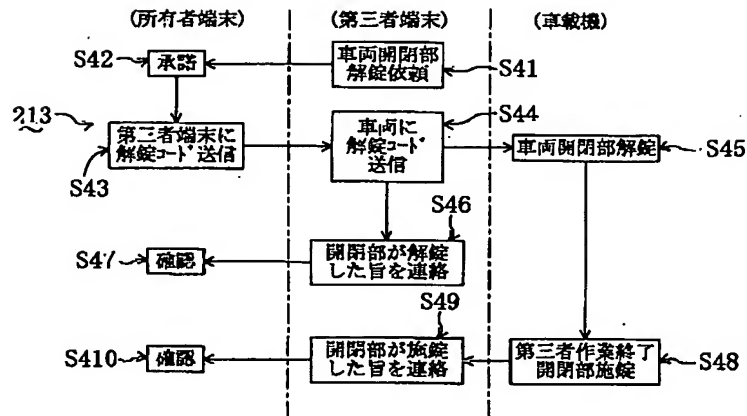 (所有者端末)
(第三者端末)
(車載機)
S42
承諾
車両開閉部
解錠依頼
S41
213
第三者端末に
解錠コード送信
S43
車両に
解錠コード
送信
S44
車両開閉部解錠
S45
S46
S47
確認
開閉部が解錠
した旨を連絡
S49
S410
確認
開閉部が施錠
した旨を連絡
第三者作業終了
開閉部施錠
S48